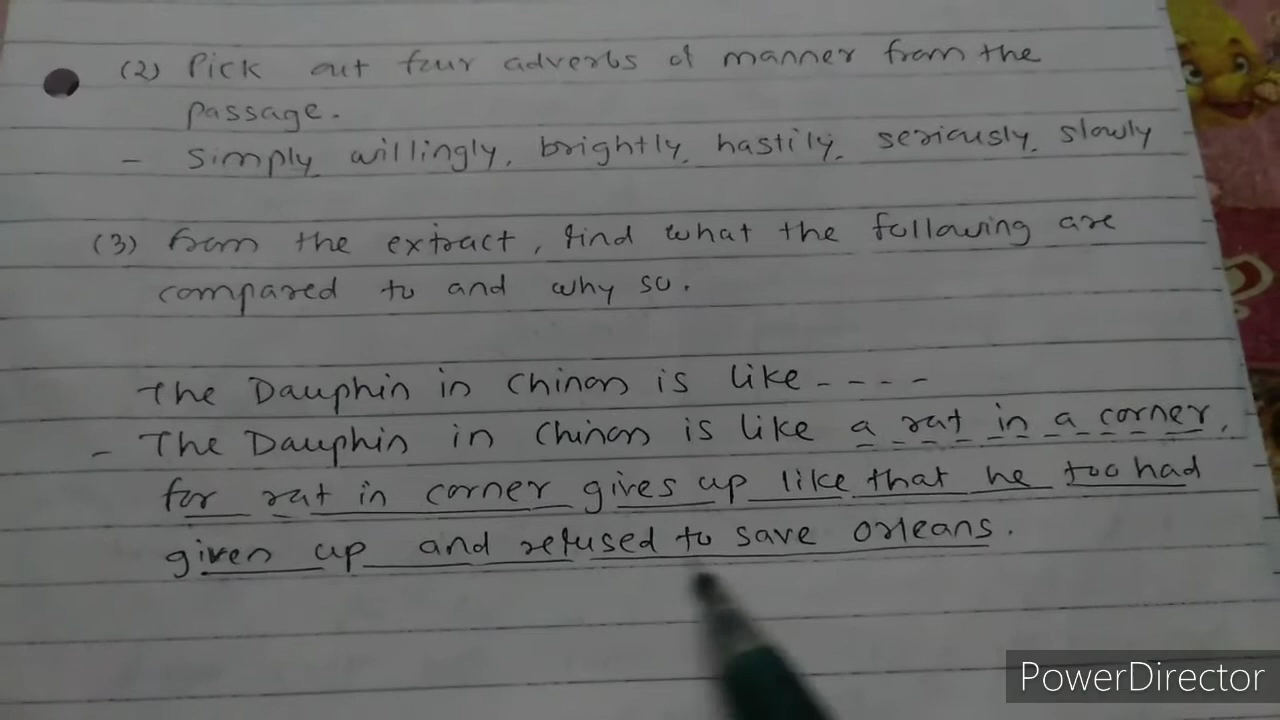 (2) Pick out four adverbs of manner from the
passage.
- simply, willingly, brightly, hastily, seriously, slowly
(3) from the extract, find what the following are
compared to and why so.
The Dauphin in Chinon is like - - - -
- The Dauphin in Chinon is like a rat in a corner,
for rat in corner gives up like that he too had
given up and refused to save orleans.
PowerDirector